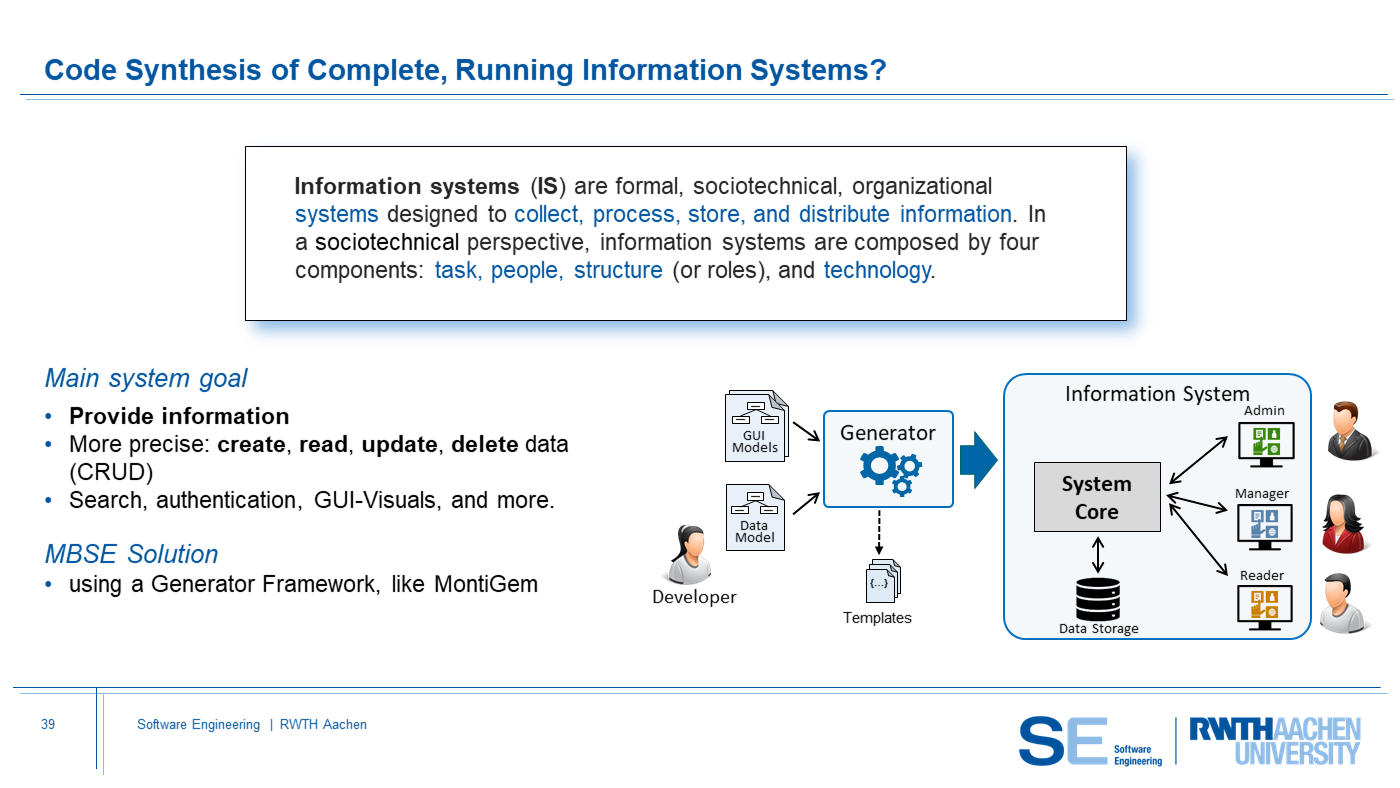 Code Synthesis of Complete, Running Information Systems?
Information systems (IS) are formal, sociotechnical, organizational
systems designed to collect, process, store, and distribute information. In
a sociotechnical perspective, information systems are composed by four
components: task, people, structure (or roles), and technology.
Main system goal
• Provide information
• More precise: create, read, update, delete data
(CRUD)
• Search, authentication, GUI-Visuals, and more.
MBSE Solution
• using a Generator Framework, like MontiGem
GUI
Models
Data
Model
Developer
Generator
{...}
Templates
Information System
Admin
System
Core
Manager
Reader
Data Storage
39
Software Engineering | RWTH Aachen
SE Software
Engineering
RWTHAACHEN
UNIVERSITY